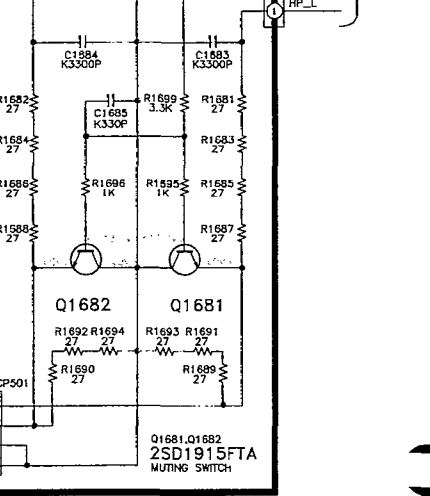 HP_L
1
C1684
K3300P
C1683
K3300P
R1682
27
R1699
3.3K
R1681
27
C1685
K330P
R1684
27
R1683
27
R1686
27
R1696
1K
R1695
1K
R1685
27
R1688
27
R1687
27
Q1682
Q1681
R1692 R1694
27 27
R1693 R1691
27 27
R1690
27
R1689
27
CP501
Q1681,Q1682
2SD1915FTA
MUTING SWITCH